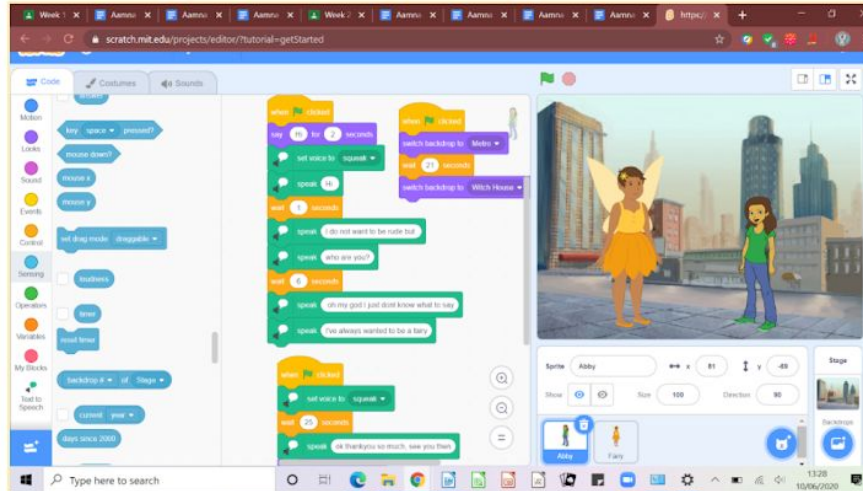 Week
Aamna
Aamna
Aamna
Week 2
Aamna
Aamna
Aamna
Aamna
https:/
scratch.mit.edu/projects/editor/?tutorial=getStarted
Code
Costumes
Sounds
Motion
Looks
Sound
Events
Control
Sensing
Operators
Variables
My Blocks
Text to
Speech
key space pressed?
mouse down?
mouse x
mouse y
set drag mode draggable
loudness
timer
reset timer
backdrop # of Stage
current year
days since 2000
when clicked
say Hi for 2 seconds
set voice to squeak
speak Hi
wait 1 seconds
speak I do not want to be rude but
speak who are you?
wait 6 seconds
speak oh my god I just dont know what to say
speak I've always wanted to be a fairy
when clicked
set voice to squeak
wait 25 seconds
speak ok thankyou so much, see you then.
when clicked
switch backdrop to Metro
wait 21 seconds
switch backdrop to Witch House
Sprite Abby x 81 y -49
Show Size 100 Direction 90
Abby
Fairy
Stage
Backdrops
Type here to search
13:28
10/06/2020